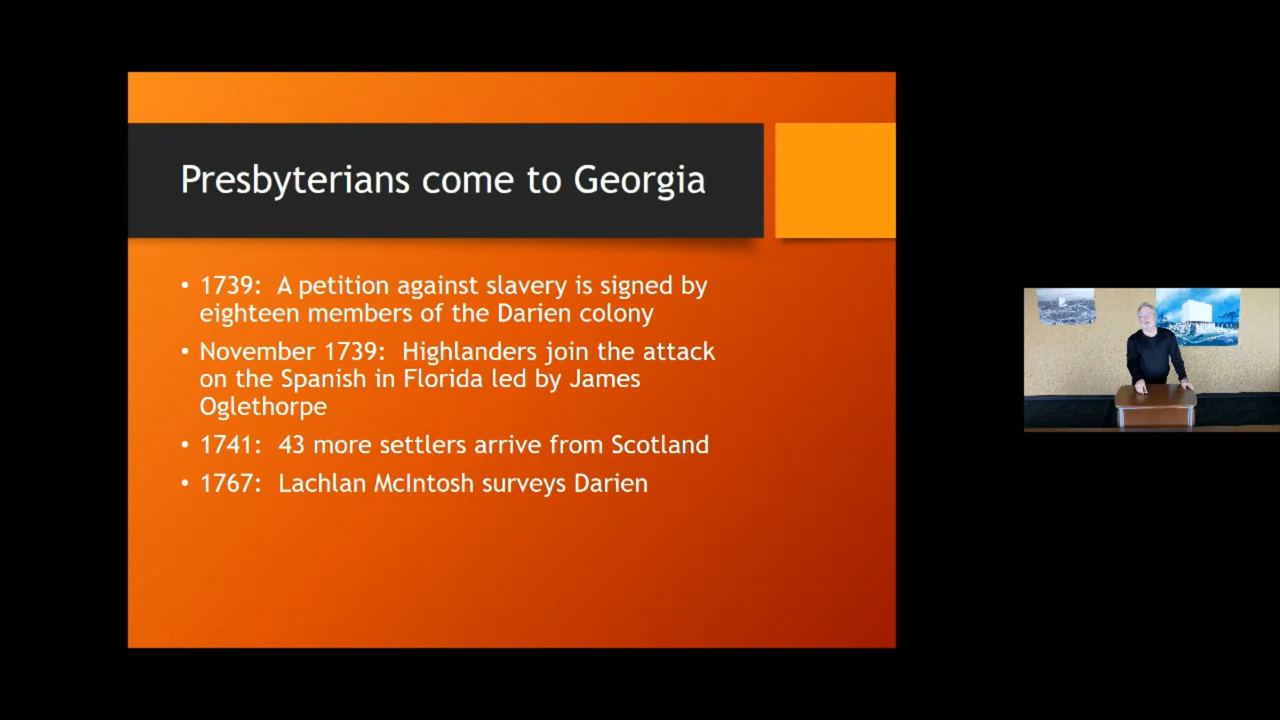 Presbyterians come to Georgia
• 1739:  A petition against slavery is signed by
eighteen members of the Darien colony
• November 1739:  Highlanders join the attack
on the Spanish in Florida led by James
Oglethorpe
• 1741:  43 more settlers arrive from Scotland
• 1767:  Lachlan McIntosh surveys Darien